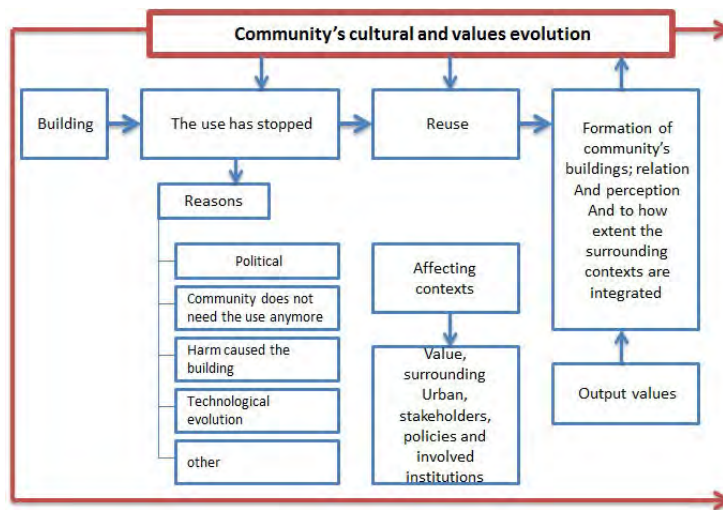 Community's cultural and values evolution
Building
The use has stopped
Reuse
Formation of
community's
buildings; relation
And perception
And to how
extent the
surrounding
contexts are
integrated
Reasons
Political
Community does not
need the use anymore
Harm caused the
building
Technological
evolution
other
Affecting
contexts
Value,
surrounding
Urban,
stakeholders,
policies and
involved
institutions
Output values